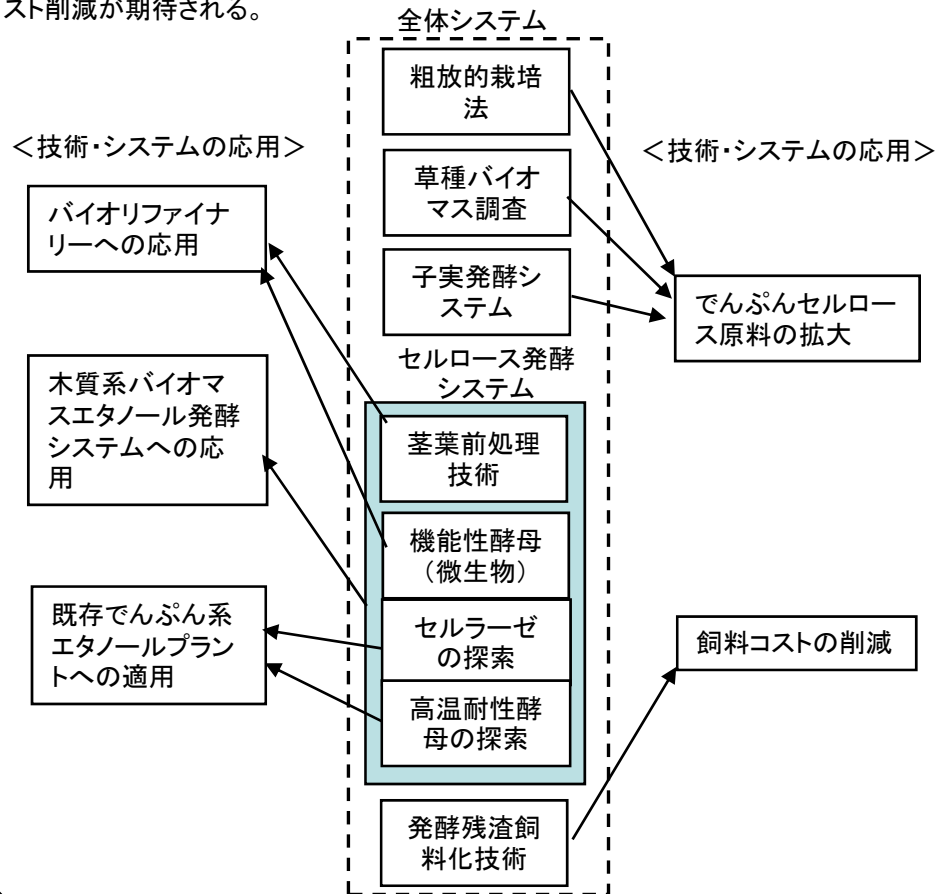 スト削減が期待される。
全体システム
粗放的栽培
法
＜技術・システムの応用＞
＜技術・システムの応用＞
草種バイオ
マス調査
バイオリファイナ
リーへの応用
子実発酵シ
ステム
でんぷんセルロー
ス原料の拡大
セルロース発酵
システム
木質系バイオマ
スエタノール発酵
システムへの応
用
茎葉前処理
技術
機能性酵母
（微生物）
既存でんぷん系
エタノールプラン
トへの適用
セルラーゼ
の探索
飼料コストの削減
高温耐性酵
母の探索
発酵残渣飼
料化技術